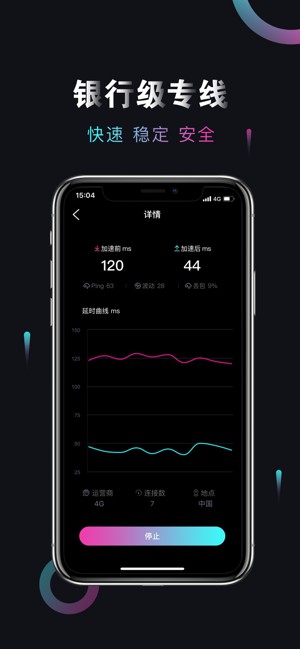 银行级专线
快速 稳定 安全
15:04
4G
详情
加速前 ms
加速后 ms
120
44
Ping 63
波动 28
丢包 9%
延时曲线 ms
150
125
100
75
50
25
运营商
连接数
地点
4G
7
中国
停止